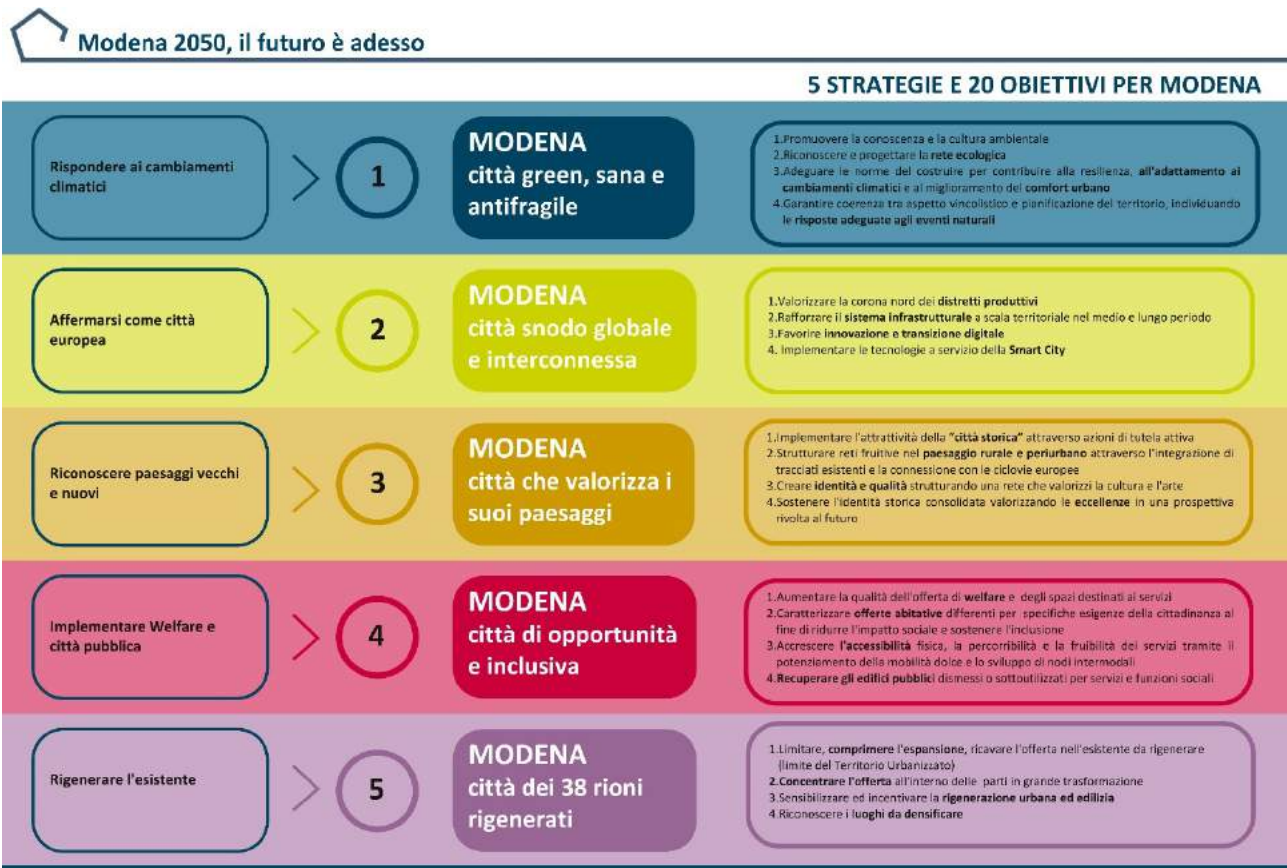 Modena 2050, il futuro è adesso
5 STRATEGIE E 20 OBIETTIVI PER MODENA
Rispondere ai cambiamenti
climatici
1
MODENA
città green, sana e
antifragile
1.Promuovere la conoscenza e la cultura ambientale
2.Riconoscere e progettare la rete ecologica
3.Adeguare le norme del costruire per contribuire alla resilienza, all'adattamento ai
cambiamenti climatici e al miglioramento del comfort urbano
4.Garantire coerenza tra aspetto vincolistico e pianificazione del territorio, individuando
le risposte adeguate agli eventi naturali
Affermarsi come città
europea
2
MODENA
città snodo globale
e interconnessa
1.Valorizzare la corona nord dei distretti produttivi
2.Rafforzare il sistema infrastrutturale a scala territoriale nel medio e lungo periodo
3.Favorire innovazione e transizione digitale
4. Implementare le tecnologie a servizio della Smart City
Riconoscere paesaggi vecchi
e nuovi
3
MODENA
città che valorizza i
suoi paesaggi
1.Implementare l'attrattività della "città storica" attraverso azioni di tutela attiva
2.Strutturare reti fruitive nel paesaggio rurale e periurbano attraverso l'integrazione di
tracciati esistenti e la connessione con le ciclovie europee
3.Creare identità e qualità strutturando una rete che valorizzi la cultura e l'arte
4.Sostenere l'identità storica consolidata valorizzando le eccellenze in una prospettiva
rivolta al futuro
Implementare Welfare e
città pubblica
4
MODENA
città di opportunità
e inclusiva
1.Aumentare la qualità dell'offerta di welfare e degli spazi destinati ai servizi
2.Caratterizzare offerte abitative differenti per specifiche esigenze della cittadinanza al
fine di ridurre l'impatto sociale e sostenere l'inclusione
3.Accrescere l'accessibilità fisica, la percorribilità e la fruibilità dei servizi tramite il
potenziamento della mobilità dolce e lo sviluppo di nodi intermodali
4.Recuperare gli edifici pubblici dismessi o sottoutilizzati per servizi e funzioni sociali
Rigenerare l'esistente
5
MODENA
città dei 38 rioni
rigenerati
1.Limitare, comprimere l'espansione, ricavare l'offerta nell'esistente da rigenerare
(limite del Territorio Urbanizzato)
2.Concentrare l'offerta all'interno delle parti in grande trasformazione
3.Sensibilizzare ed incentivare la rigenerazione urbana ed edilizia
4.Riconoscere i luoghi da densificare